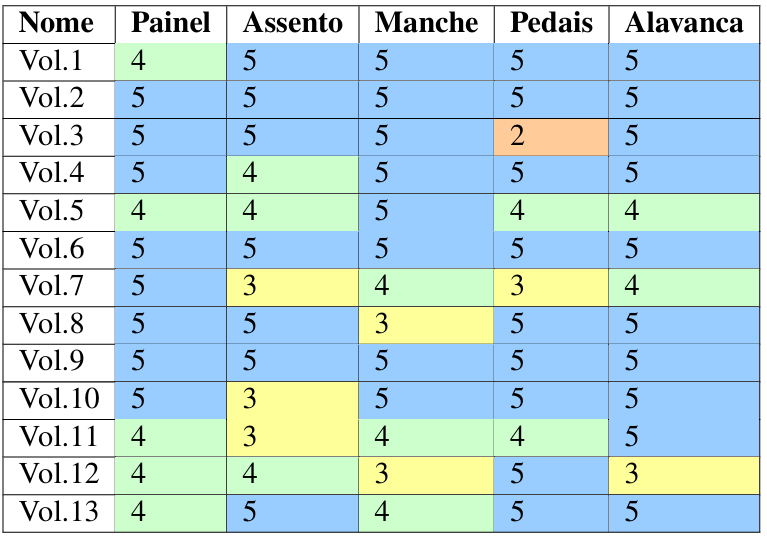 Nome Painel Assento Manche Pedais Alavanca
Vol.1 4 5 5 5 5
Vol.2 5 5 5 5 5
Vol.3 5 5 5 2 5
Vol.4 5 4 5 5 5
Vol.5 4 4 5 4 4
Vol.6 5 5 5 5 5
Vol.7 5 3 4 3 4
Vol.8 5 5 3 5 5
Vol.9 5 5 5 5 5
Vol.10 5 3 5 5 5
Vol.11 4 3 4 4 5
Vol.12 4 4 3 5 3
Vol.13 4 5 4 5 5